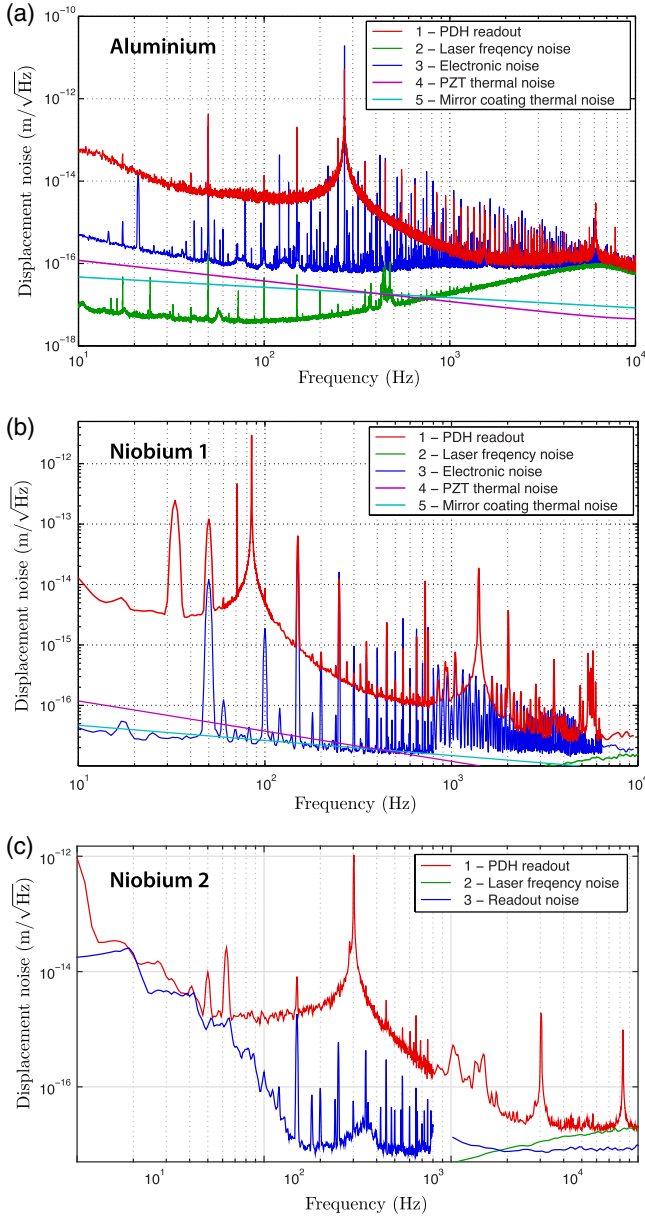 (a)
Aluminium
1 – PDH readout
2 – Laser freqency noise
3 – Electronic noise
4 – PZT thermal noise
5 – Mirror coating thermal noise
Displacement noise (m/√Hz)
10⁻¹⁰
10⁻¹²
10⁻¹⁴
10⁻¹⁶
10⁻¹⁸
10¹ 10² 10³ 10⁴
Frequency (Hz)
(b)
Niobium 1
1 – PDH readout
2 – Laser freqency noise
3 – Electronic noise
4 – PZT thermal noise
5 – Mirror coating thermal noise
Displacement noise (m/√Hz)
10⁻¹²
10⁻¹³
10⁻¹⁴
10⁻¹⁵
10⁻¹⁶
10¹ 10² 10³ 10⁴
Frequency (Hz)
(c)
Niobium 2
1 – PDH readout
2 – Laser freqency noise
3 – Readout noise
Displacement noise (m/√Hz)
10⁻¹²
10⁻¹⁴
10⁻¹⁶
10¹ 10² 10³ 10⁴
Frequency (Hz)